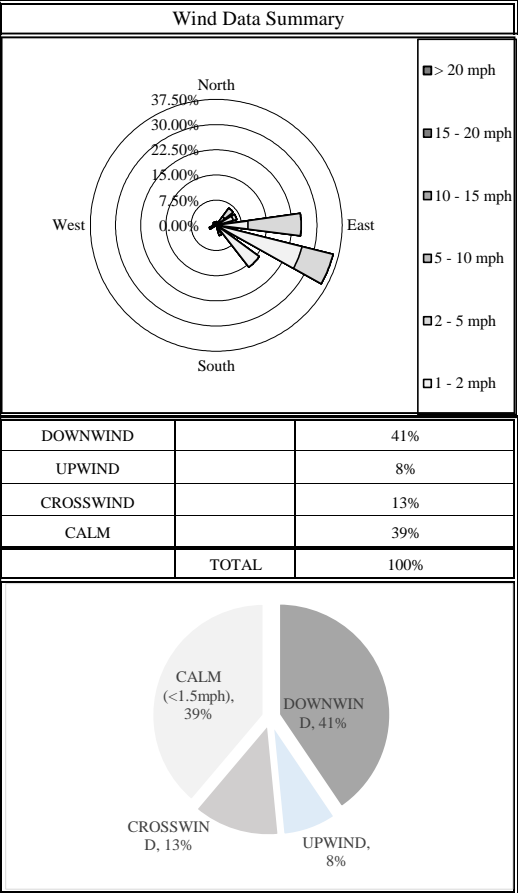 Wind Data Summary
North
37.50%
30.00%
22.50%
15.00%
7.50%
0.00%
West
East
South
> 20 mph
15 - 20 mph
10 - 15 mph
5 - 10 mph
2 - 5 mph
1 - 2 mph
DOWNWIND 41%
UPWIND 8%
CROSSWIND 13%
CALM 39%
TOTAL 100%
CALM
(<1.5mph),
39%
DOWNWIN
D, 41%
CROSSWIN
D, 13%
UPWIND,
8%